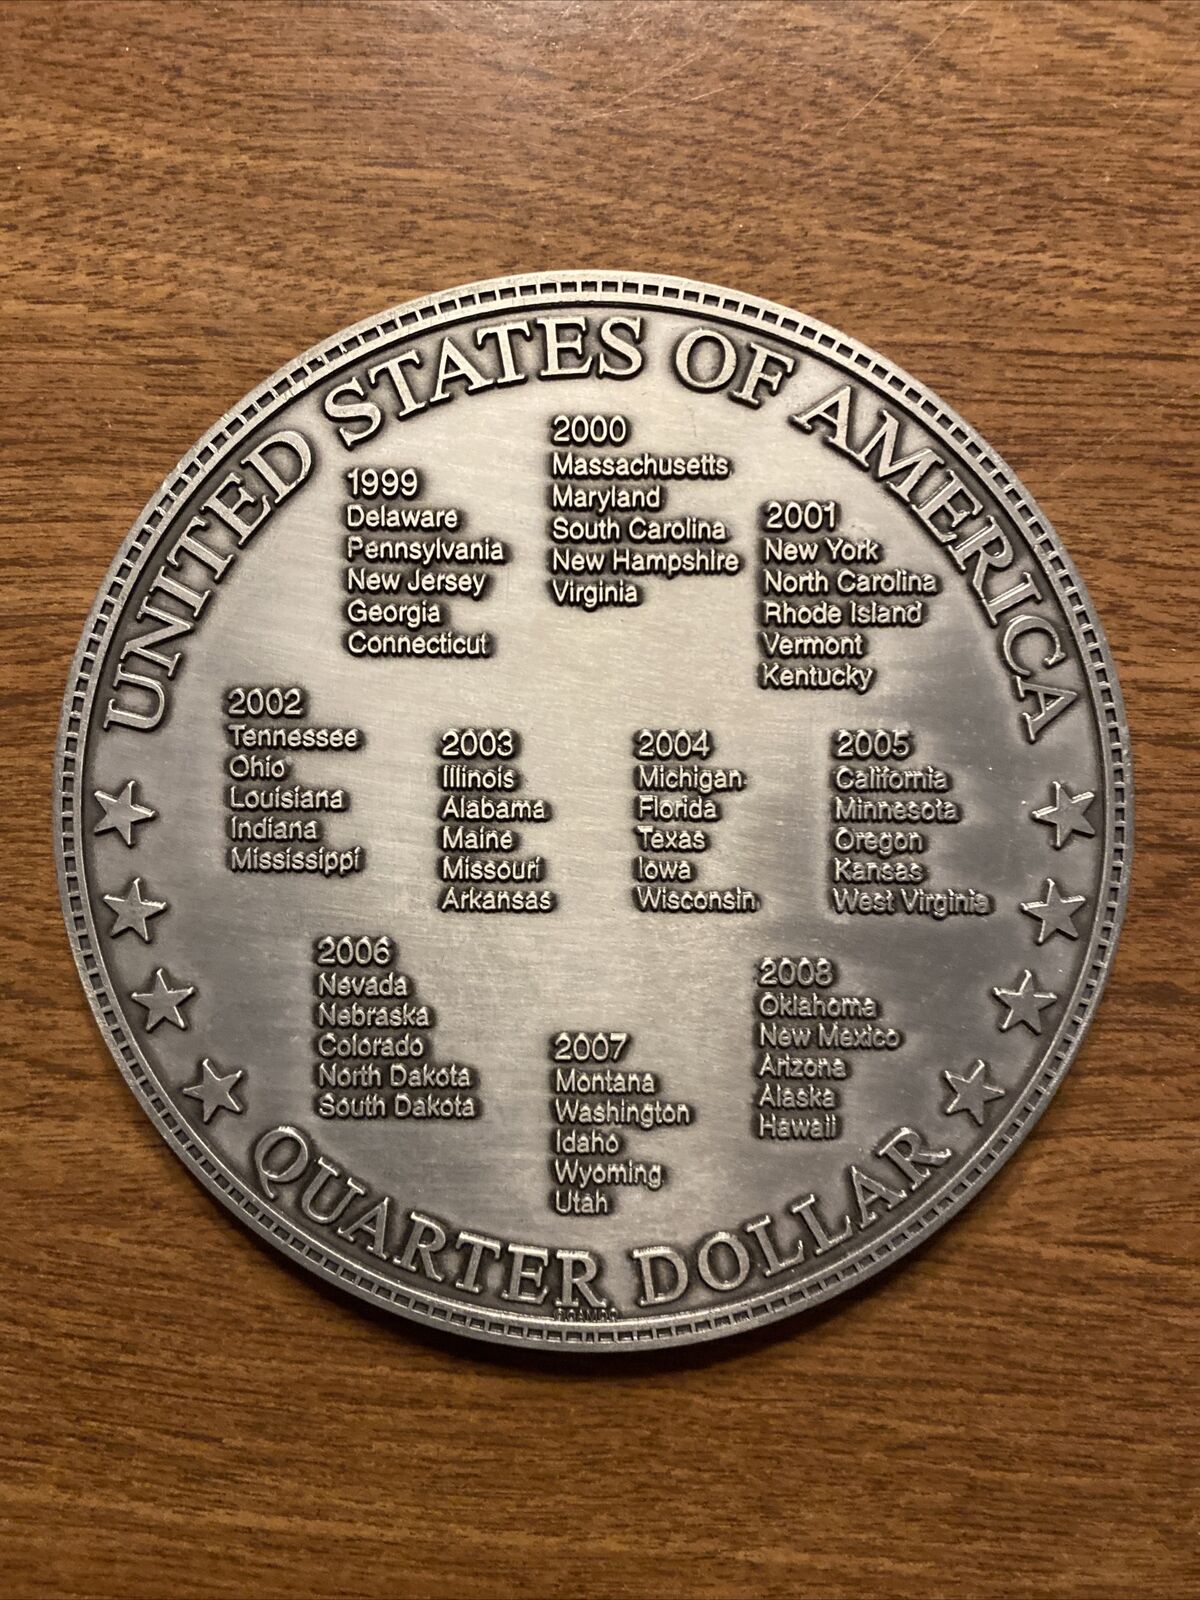 UNITED STATES OF AMERICA
1999
Delaware
Pennsylvania
New Jersey
Georgia
Connecticut
2000
Massachusetts
Maryland
South Carolina
New Hampshire
Virginia
2001
New York
North Carolina
Rhode Island
Vermont
Kentucky
2002
Tennessee
Ohio
Louisiana
Indiana
Mississippi
2003
Illinois
Alabama
Maine
Missouri
Arkansas
2004
Michigan
Florida
Texas
Iowa
Wisconsin
2005
California
Minnesota
Oregon
Kansas
West Virginia
2006
Nevada
Nebraska
Colorado
North Dakota
South Dakota
2007
Montana
Washington
Idaho
Wyoming
Utah
2008
Oklahoma
New Mexico
Arizona
Alaska
Hawaii
QUARTER DOLLAR